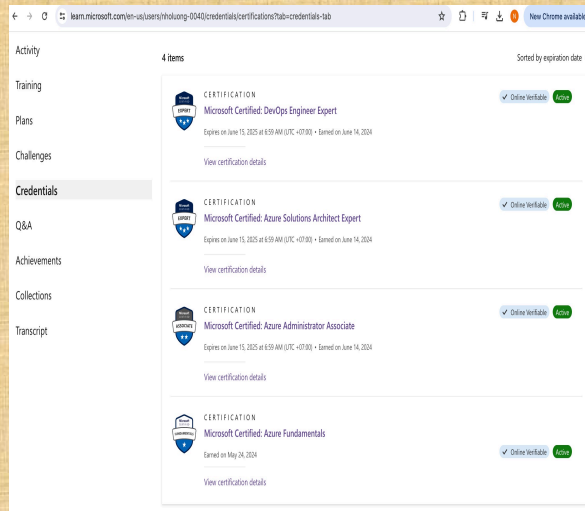 learn.microsoft.com/en-us/users/nholuong-0040/credentials/certifications?tab=credentials-tab
N
New Chrome available
Activity
Training
Plans
Challenges
Credentials
Q&A
Achievements
Collections
Transcript
4 items
Sorted by expiration date
CERTIFICATION
Microsoft Certified: DevOps Engineer Expert
Expires on June 15, 2025 at 6:59 AM (UTC +07:00) • Earned on June 14, 2024
View certification details
Online Verifiable
Active
EXPERT
CERTIFICATION
Microsoft Certified: Azure Solutions Architect Expert
Expires on June 15, 2025 at 6:59 AM (UTC +07:00) • Earned on June 14, 2024
View certification details
Online Verifiable
Active
EXPERT
CERTIFICATION
Microsoft Certified: Azure Administrator Associate
Expires on June 15, 2025 at 6:59 AM (UTC +07:00) • Earned on June 14, 2024
View certification details
Online Verifiable
Active
ASSOCIATE
CERTIFICATION
Microsoft Certified: Azure Fundamentals
Earned on May 24, 2024
View certification details
Online Verifiable
Active